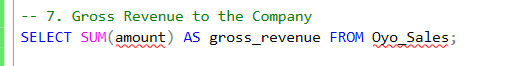 -- 7. Gross Revenue to the Company
SELECT SUM(amount) AS gross_revenue FROM Oyo_Sales;